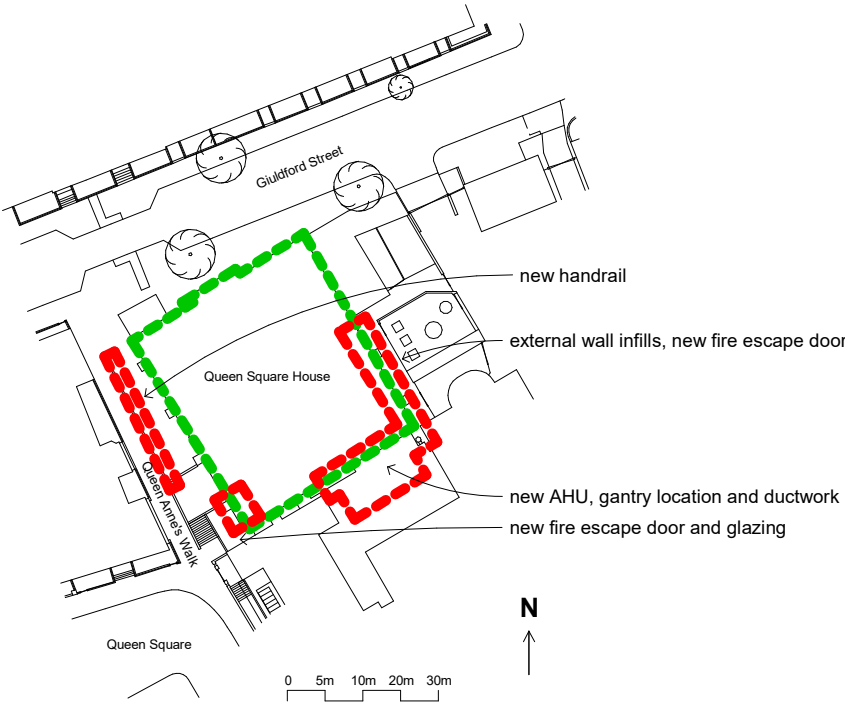 Giuldford Street
new handrail
external wall infills, new fire escape door
Queen Square House
new AHU, gantry location and ductwork
new fire escape door and glazing
Queen Anne's Walk
N
Queen Square
0 5m 10m 20m 30m